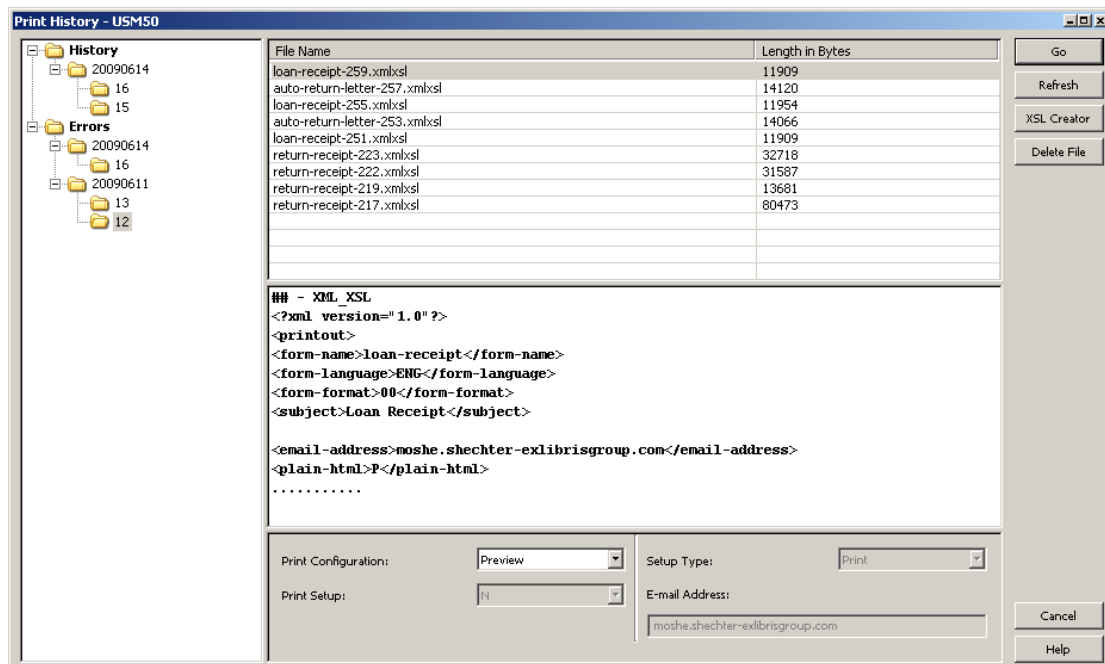 Print History - USM50
History
20090614
16
15
Errors
20090614
16
20090611
13
12
File Name Length in Bytes
loan-receipt-259.xmlxsl 11909
auto-return-letter-257.xmlxsl 14120
loan-receipt-255.xmlxsl 11954
auto-return-letter-253.xmlxsl 14066
loan-receipt-251.xmlxsl 11909
return-receipt-223.xmlxsl 32718
return-receipt-222.xmlxsl 31587
return-receipt-219.xmlxsl 13681
return-receipt-217.xmlxsl 80473
## - XML_XSL
<?xml version="1.0"?>
<printout>
<form-name>loan-receipt</form-name>
<form-language>ENG</form-language>
<form-format>00</form-format>
<subject>Loan Receipt</subject>
<email-address>moshe.shechter-exlibrisgroup.com</email-address>
<plain-html>P</plain-html>
...........
Print Configuration: Preview
Print Setup: N
Setup Type: Print
E-mail Address:
moshe.shechter-exlibrisgroup.com
Go
Refresh
XSL Creator
Delete File
Cancel
Help